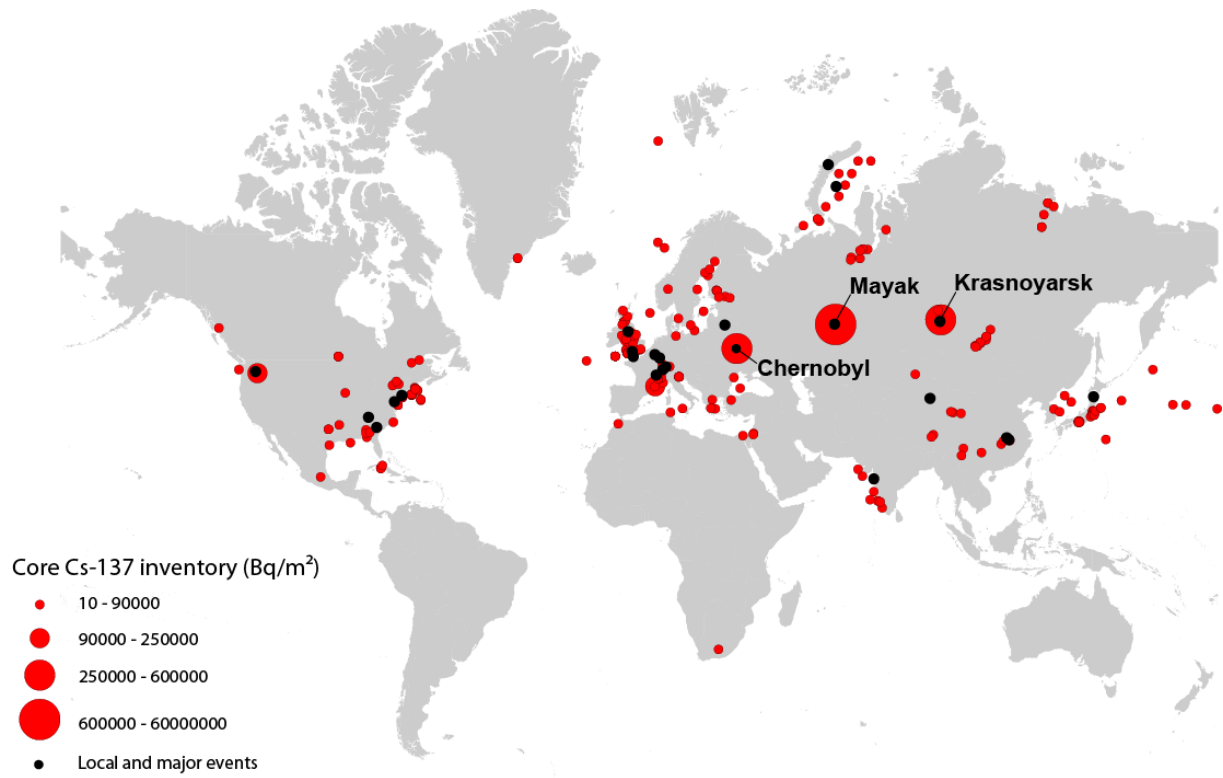 Mayak
Krasnoyarsk
Chernobyl
Core Cs-137 inventory (Bq/m²)
10 - 90000
90000 - 250000
250000 - 600000
600000 - 60000000
Local and major events